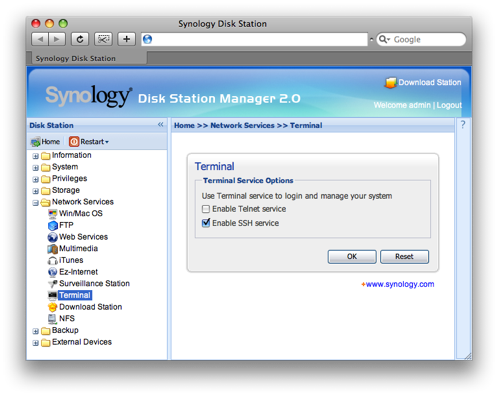 Synology Disk Station
Google
Synology Disk Station
Download Station
Synology Disk Station Manager 2.0
Welcome admin | Logout
Disk Station
Home >> Network Services >> Terminal
?
Home Restart
Information
System
Privileges
Storage
Network Services
Win/Mac OS
FTP
Web Services
Multimedia
iTunes
Ez-Internet
Surveillance Station
Terminal
Download Station
NFS
Backup
External Devices
Terminal
Terminal Service Options
Use Terminal service to login and manage your system
Enable Telnet service
Enable SSH service
OK Reset
+www.synology.com